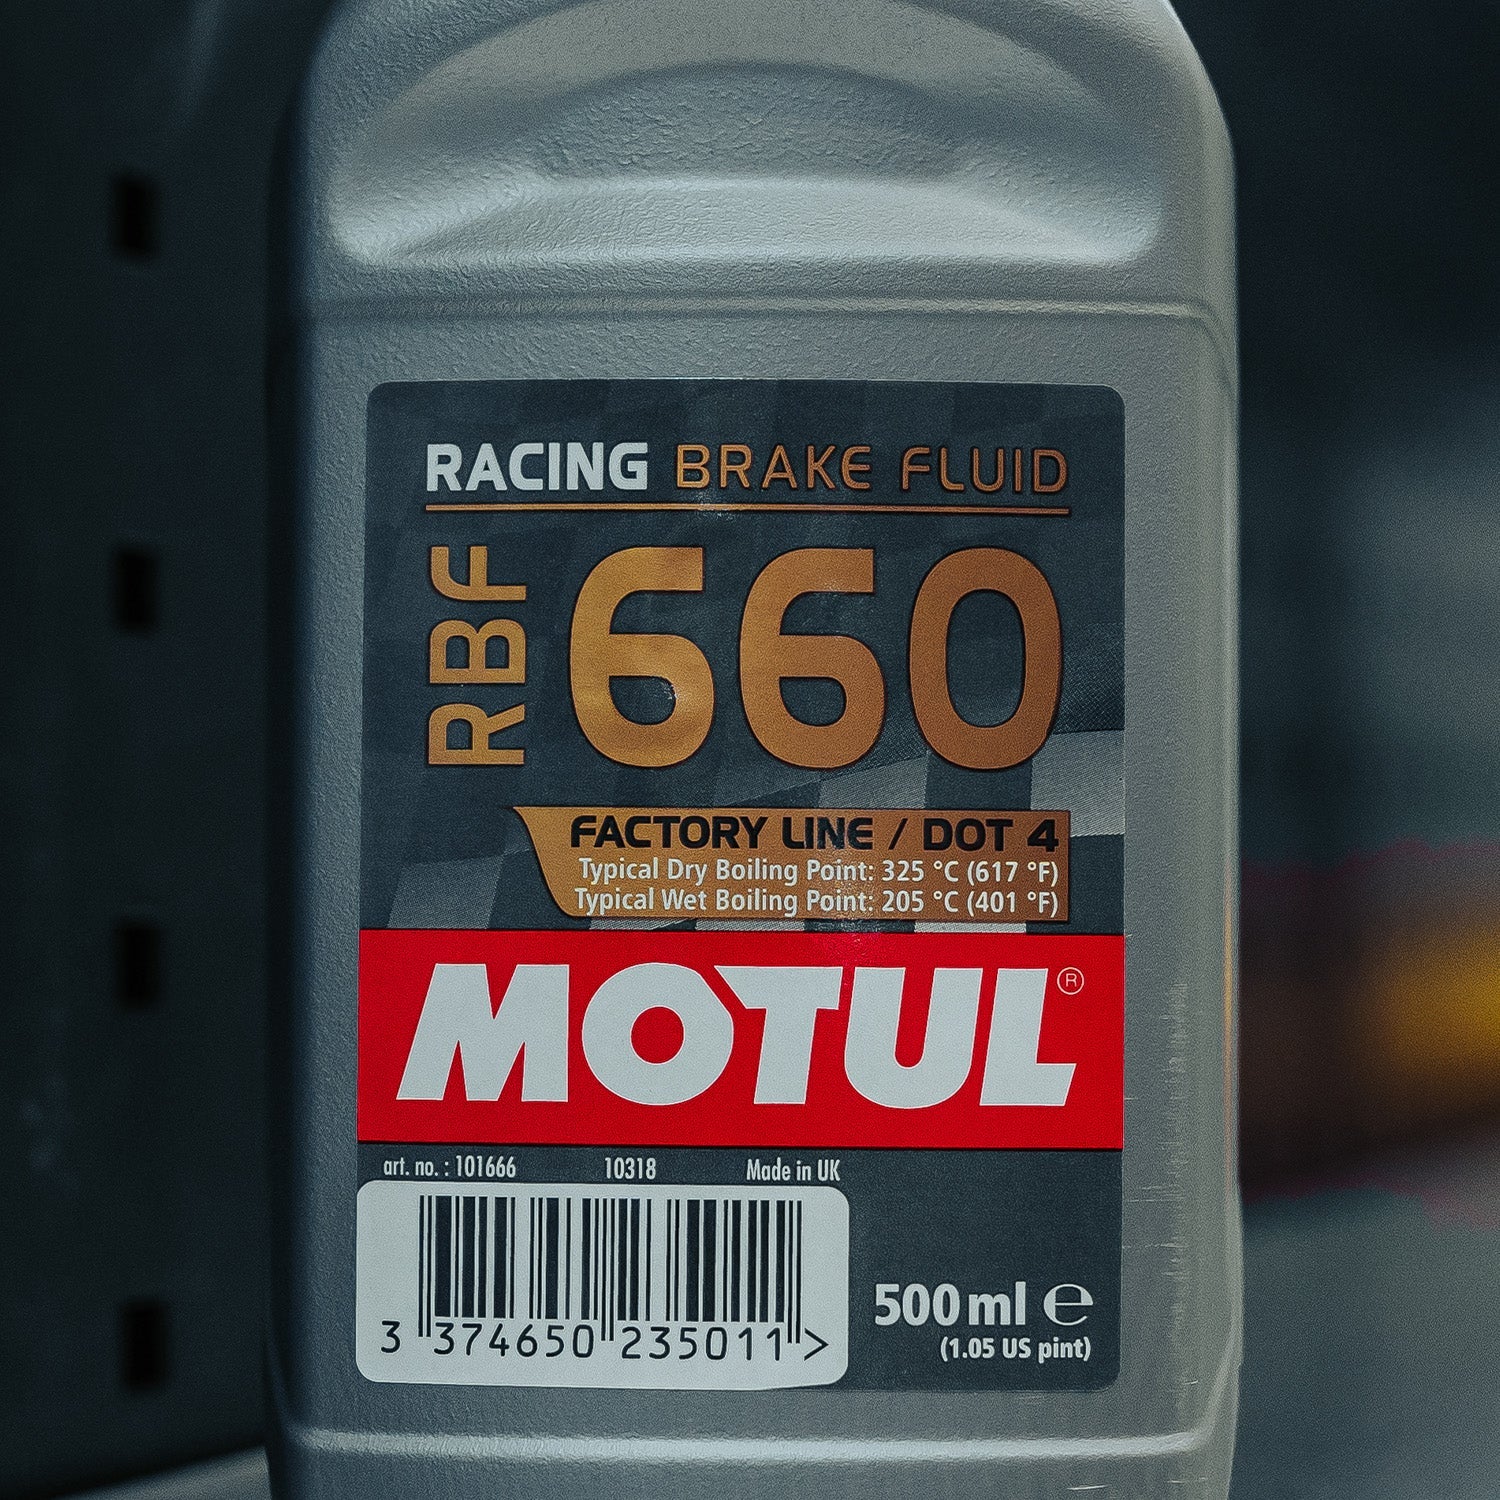 RACING BRAKE FLUID
RBF 660
FACTORY LINE / DOT 4
Typical Dry Boiling Point: 325 °C (617 °F)
Typical Wet Boiling Point: 205 °C (401 °F)
MOTUL®
art. no. : 101666 10318 Made in UK
3 374650 235011 >
500 ml ℮
(1.05 US pint)